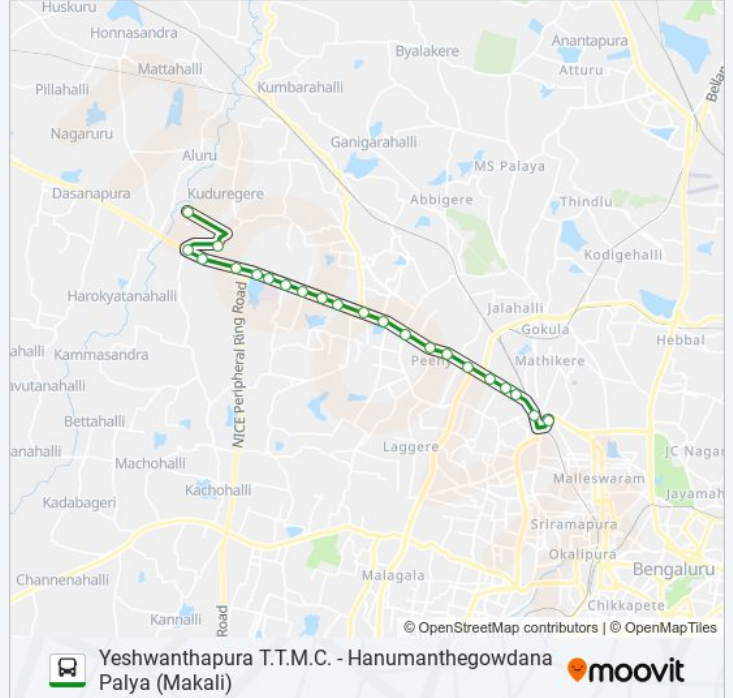 Huskuru
Honnasandra
Byalakere
Anantapura
Atturu
Mattahalli
Pillahalli
Kumbarahalli
Nagaruru
Ganigarahalli
Aluru
MS Palaya
Dasanapura
Kuduregere
Abbigere
Thindlu
Kodigehalli
Harokyatanahalli
NICE Peripheral Ring Road
Jalahalli
Gokula
Hebbal
ahalli
Kammasandra
Mathikere
Peeny
avutanahalli
Bettahalli
anahalli
Machohalli
Laggere
JC Nagar
Kachohalli
Malleswaram
Jayamah
Kadabageri
Sriramapura
Okalipura
Bengaluru
Channenahalli
Malagala
Chikkapete
Kannalli
Road
© OpenStreetMap contributors | © OpenMapTiles
Yeshwanthapura T.T.M.C. - Hanumanthegowdana
Palya (Makali)
moovit